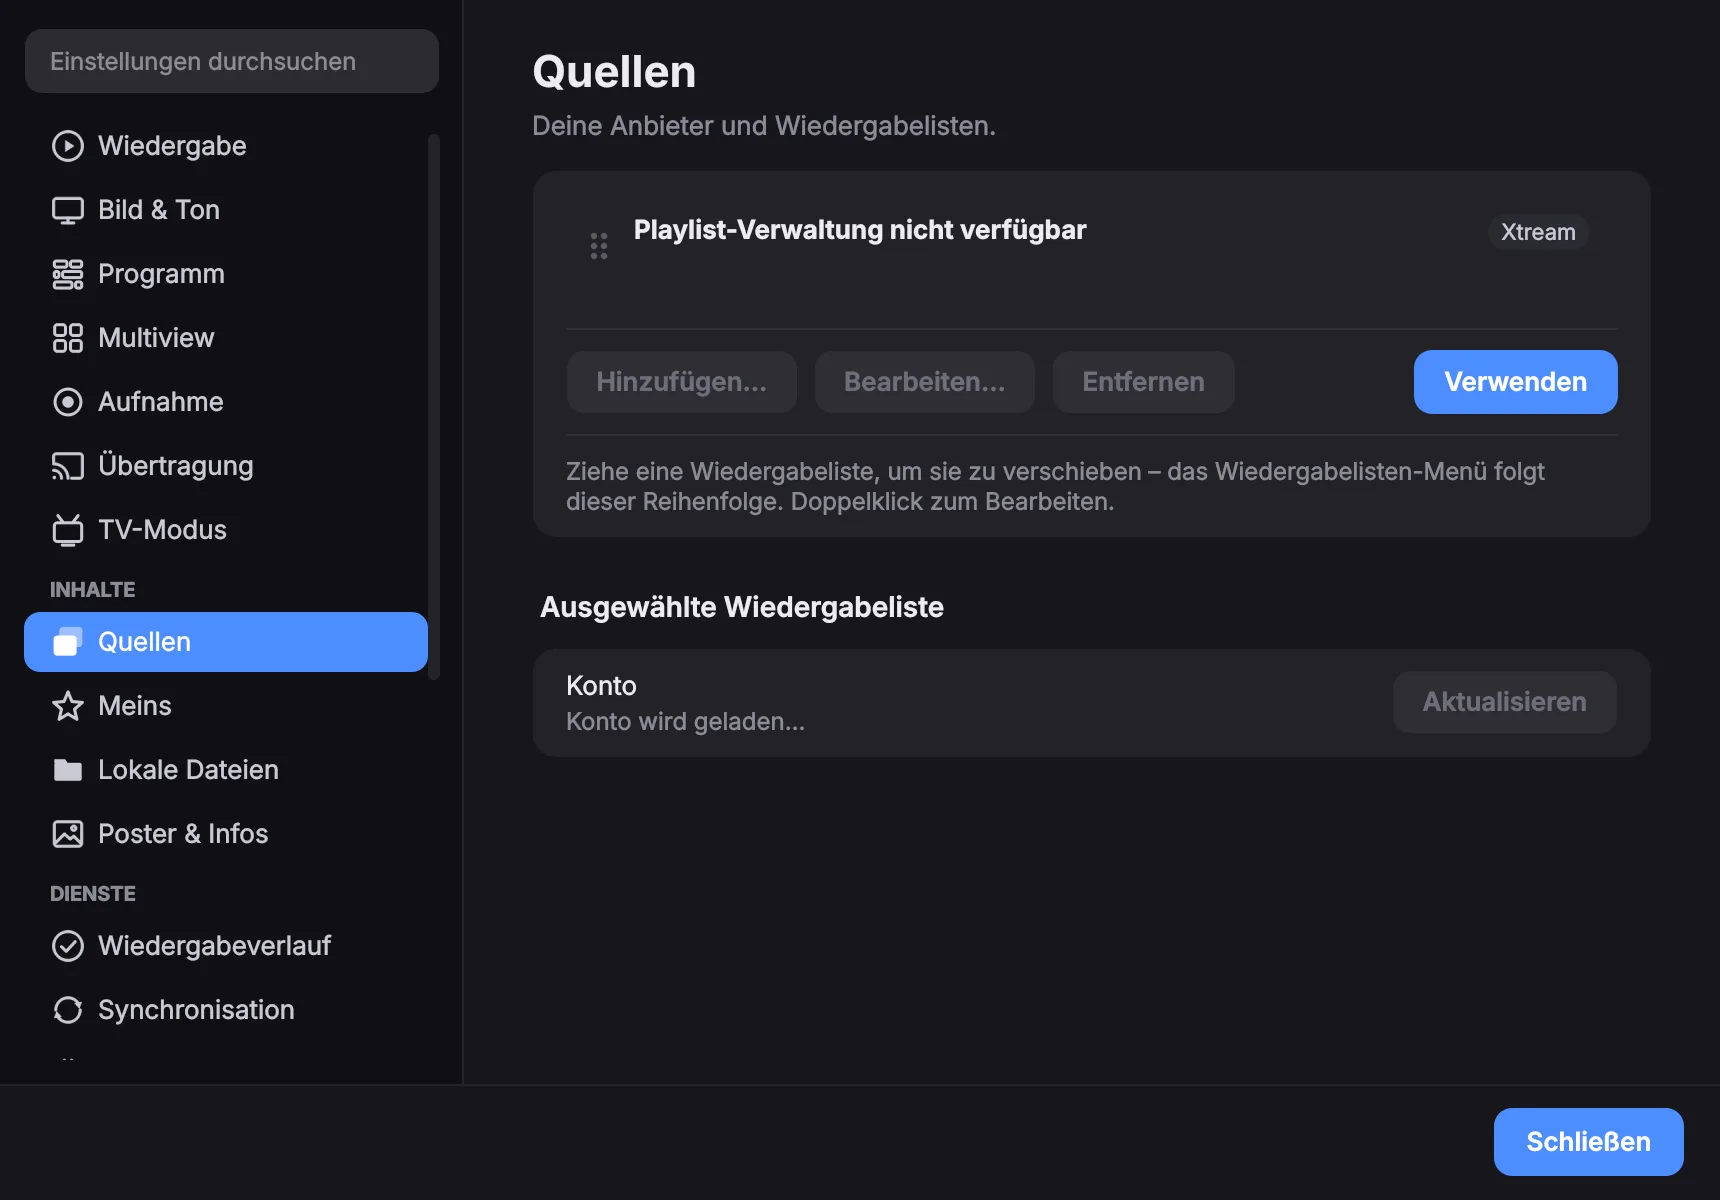 Einstellungen durchsuchen
Wiedergabe
Bild & Ton
Programm
Multiview
Aufnahme
Übertragung
TV-Modus
INHALTE
Quellen
Meins
Lokale Dateien
Poster & Infos
DIENSTE
Wiedergabeverlauf
Synchronisation
Quellen
Deine Anbieter und Wiedergabelisten.
Playlist-Verwaltung nicht verfügbar
Xtream
Hinzufügen...
Bearbeiten...
Entfernen
Verwenden
Ziehe eine Wiedergabeliste, um sie zu verschieben – das Wiedergabelisten-Menü folgt
dieser Reihenfolge. Doppelklick zum Bearbeiten.
Ausgewählte Wiedergabeliste
Konto
Konto wird geladen...
Aktualisieren
Schließen